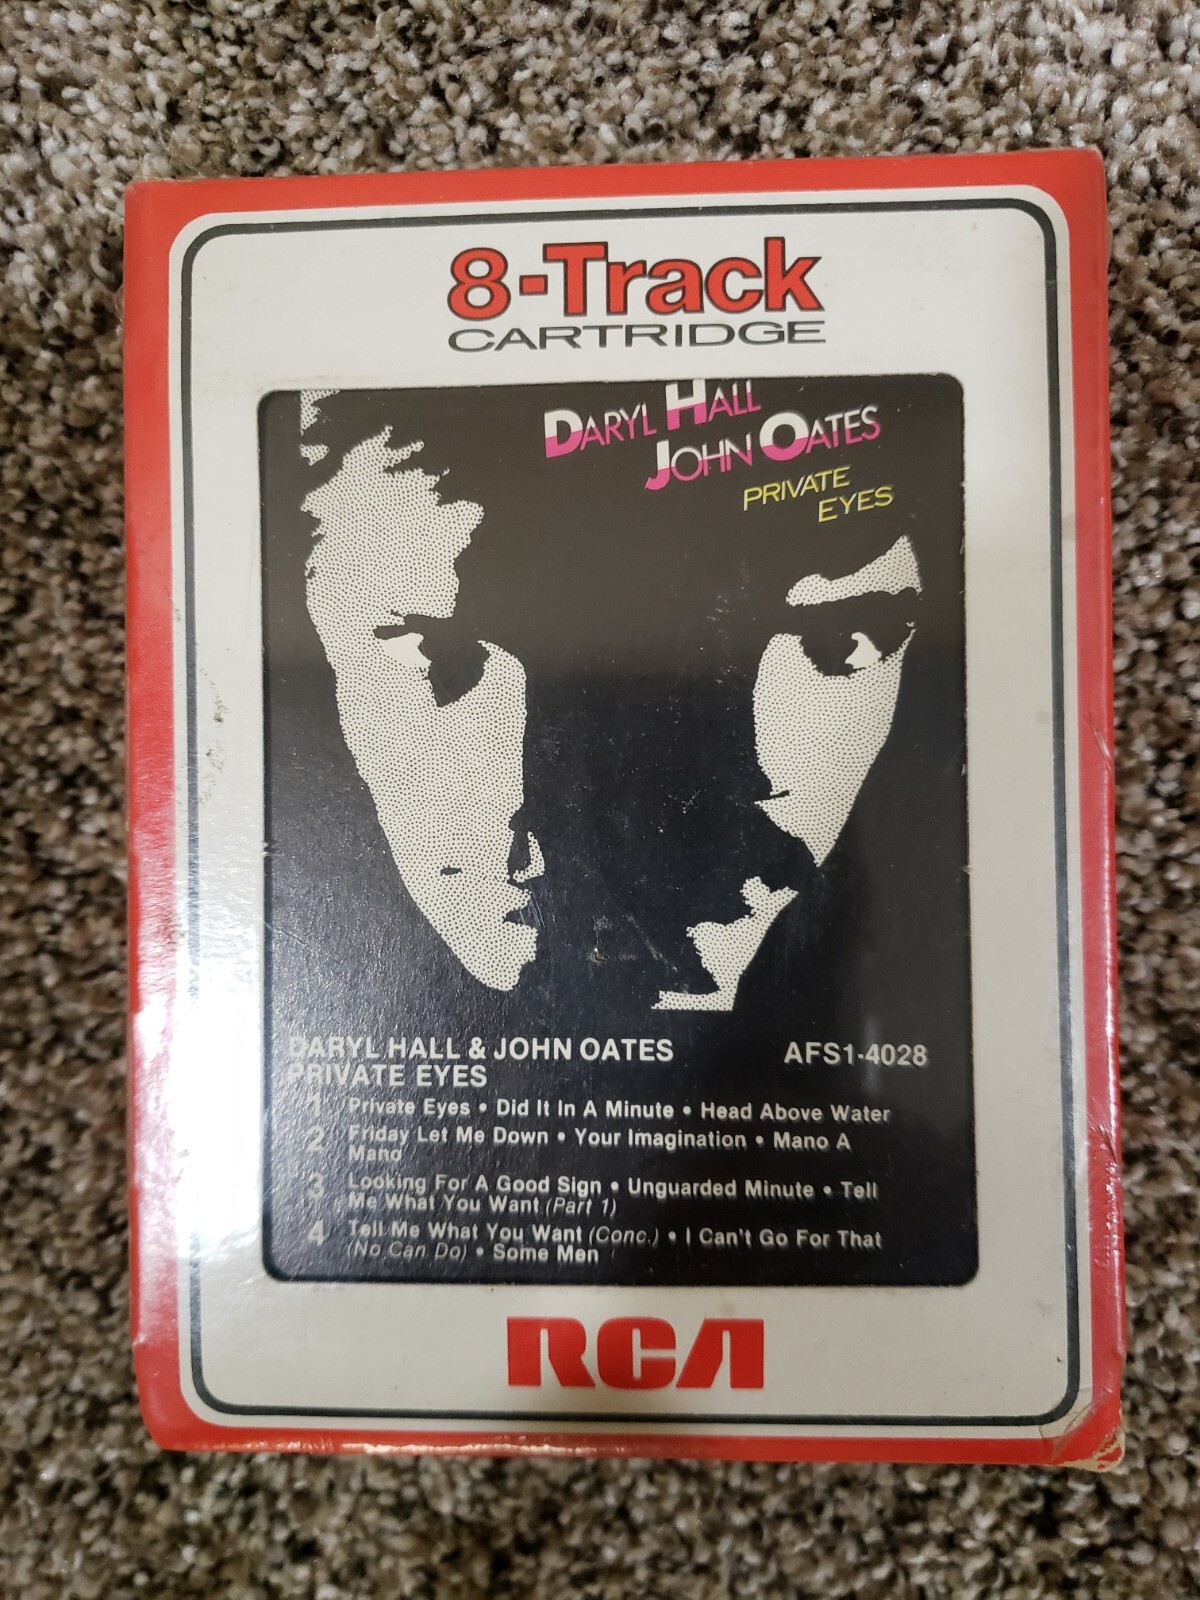 8-Track
CARTRIDGE
DARYL HALL
JOHN OATES
PRIVATE
EYES
DARYL HALL & JOHN OATES AFS1-4028
PRIVATE EYES
1 Private Eyes • Did It In A Minute • Head Above Water
2 Friday Let Me Down • Your Imagination • Mano A
Mano
3 Looking For A Good Sign • Unguarded Minute • Tell
Me What You Want (Part 1)
4 Tell Me What You Want (Conc.) • I Can't Go For That
(No Can Do) • Some Men
RCA